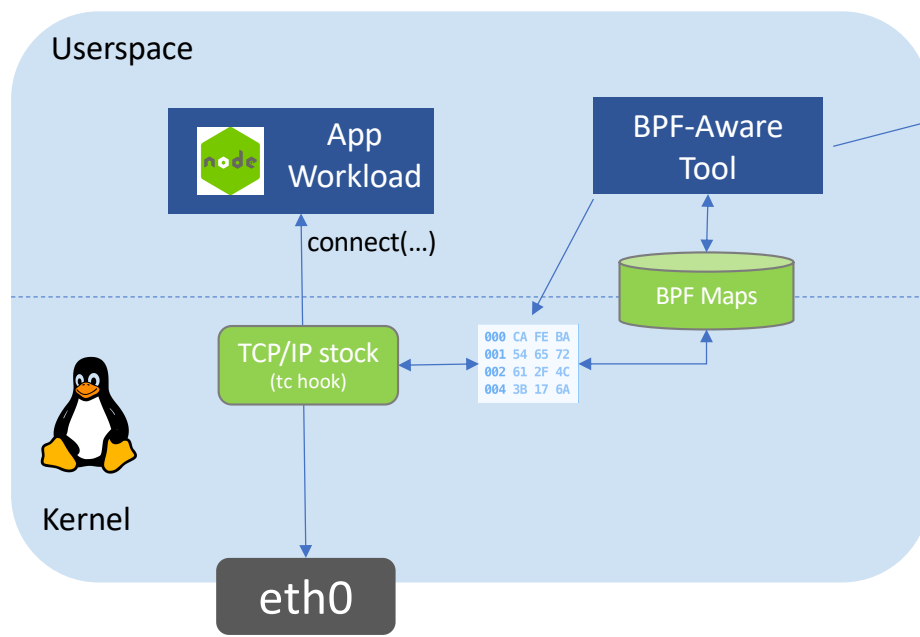 Userspace
node
App
Workload
BPF-Aware
Tool
connect(...)
BPF Maps
TCP/IP stock
(tc hook)
000 CA FE BA
001 54 65 72
002 61 2F 4C
004 3B 17 6A
Kernel
eth0